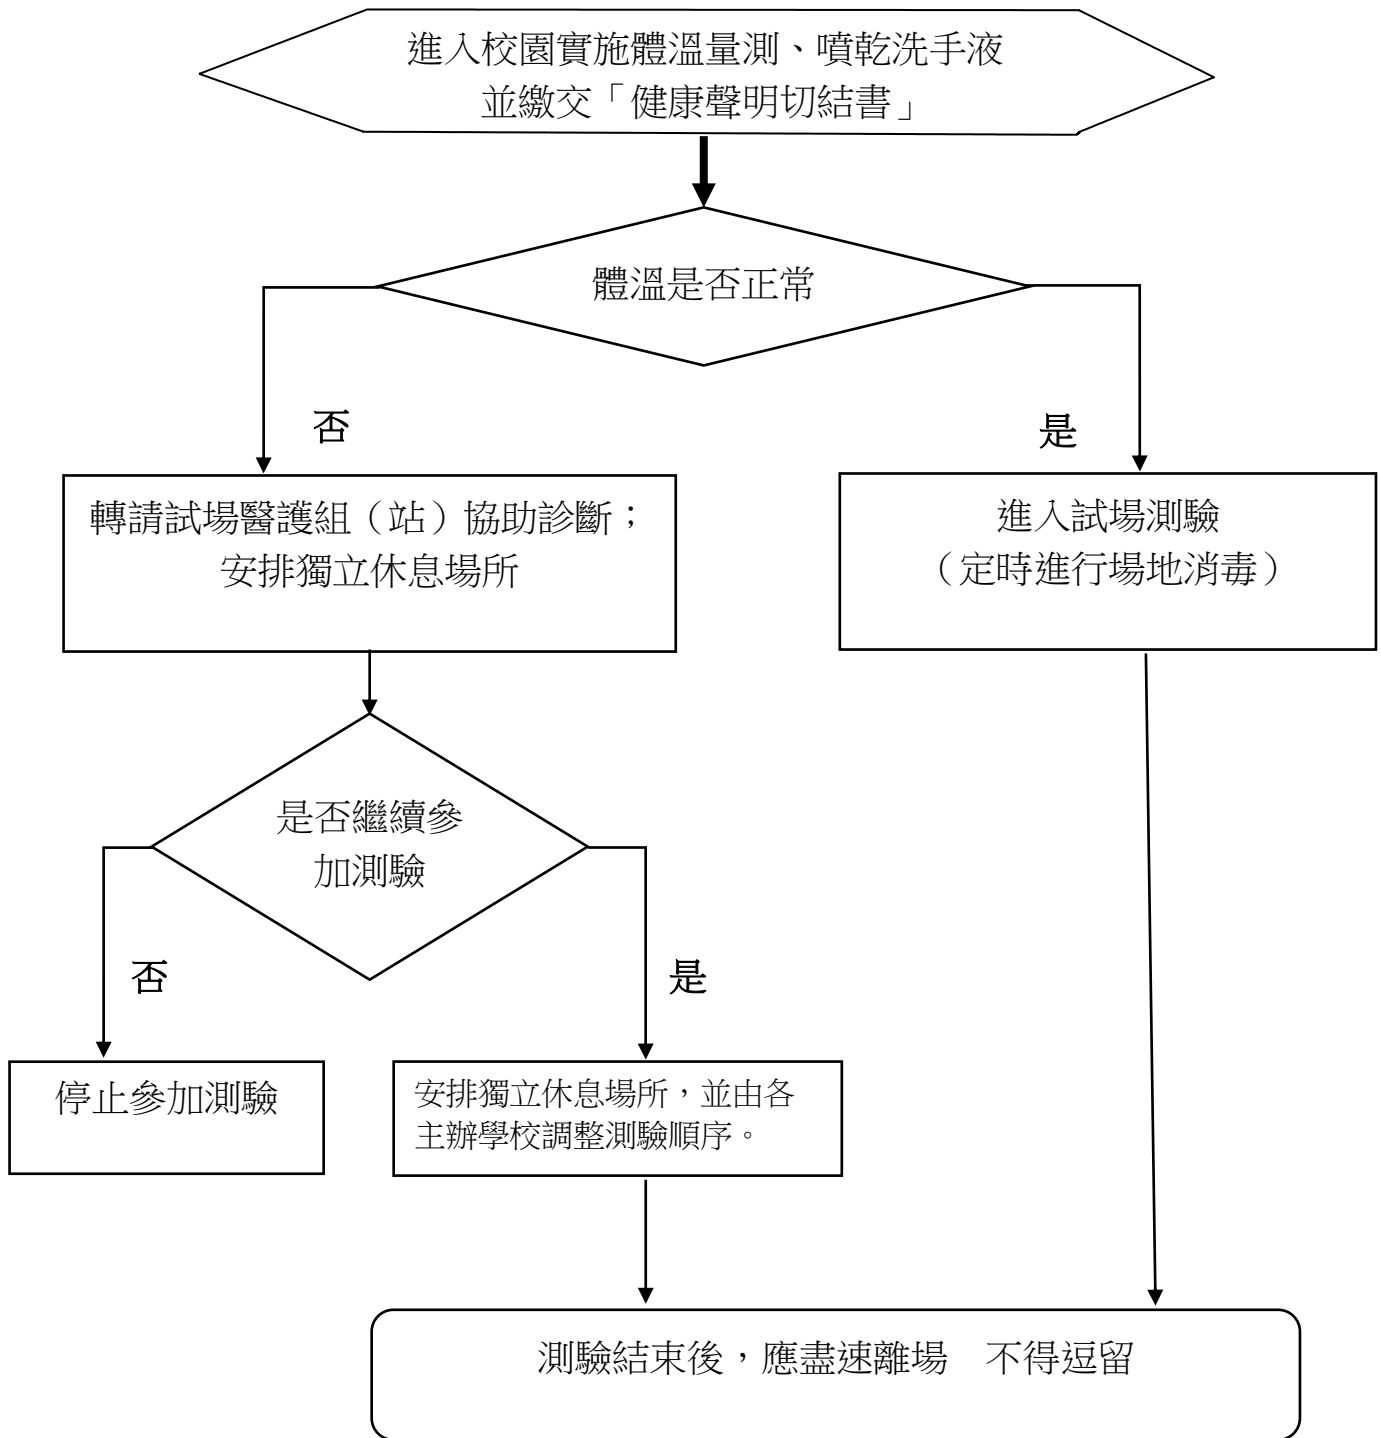 進入校園實施體溫量測、噴乾洗手液
並繳交「健康聲明切結書」
體溫是否正常
否
是
轉請試場醫護組（站）協助診斷；
安排獨立休息場所
進入試場測驗
（定時進行場地消毒）
是否繼續參
加測驗
否
是
停止參加測驗
安排獨立休息場所，並由各
主辦學校調整測驗順序。
測驗結束後，應盡速離場　不得逗留